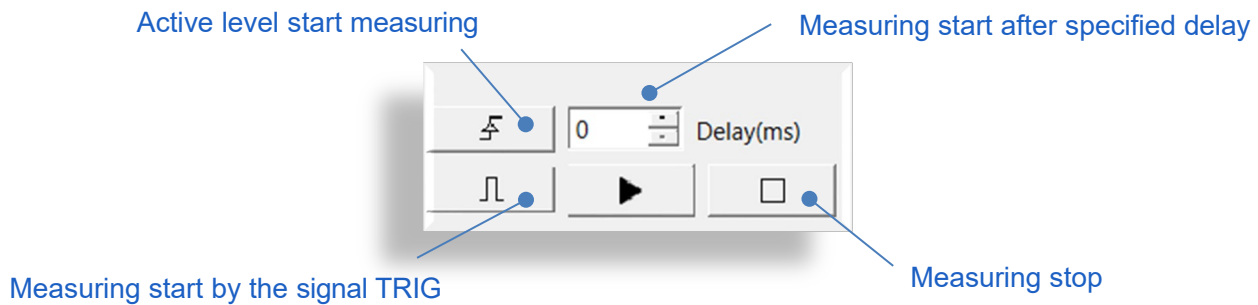 Active level start measuring
Measuring start after specified delay
0
Delay(ms)
Measuring start by the signal TRIG
Measuring stop